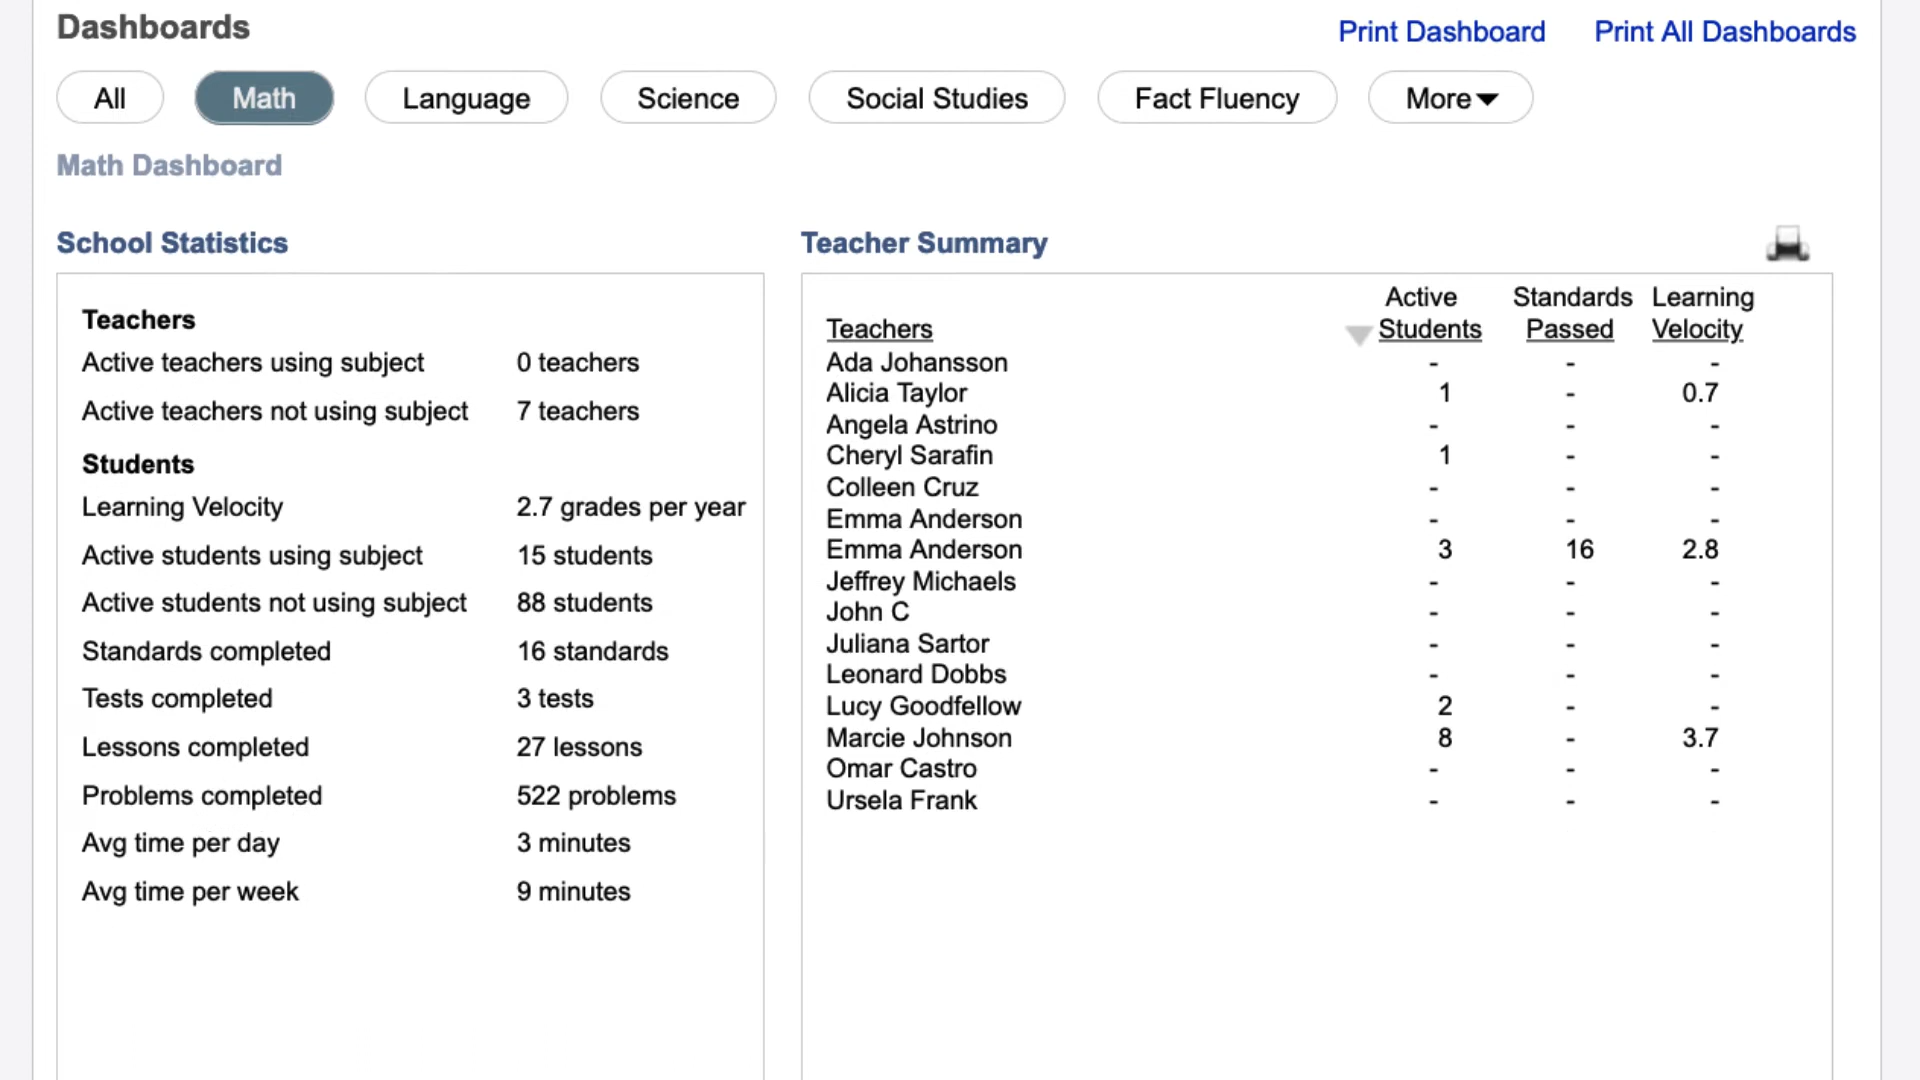 Dashboards
Print Dashboard Print All Dashboards
All Math Language Science Social Studies Fact Fluency More
Math Dashboard
School Statistics
Teachers
Active teachers using subject 0 teachers
Active teachers not using subject 7 teachers
Students
Learning Velocity 2.7 grades per year
Active students using subject 15 students
Active students not using subject 88 students
Standards completed 16 standards
Tests completed 3 tests
Lessons completed 27 lessons
Problems completed 522 problems
Avg time per day 3 minutes
Avg time per week 9 minutes
Teacher Summary
Active Standards Learning
Teachers Students Passed Velocity
Ada Johansson - - -
Alicia Taylor 1 - 0.7
Angela Astrino - - -
Cheryl Sarafin 1 - -
Colleen Cruz - - -
Emma Anderson - - -
Emma Anderson 3 16 2.8
Jeffrey Michaels - - -
John C - - -
Juliana Sartor - - -
Leonard Dobbs - - -
Lucy Goodfellow 2 - -
Marcie Johnson 8 - 3.7
Omar Castro - - -
Ursela Frank - - -